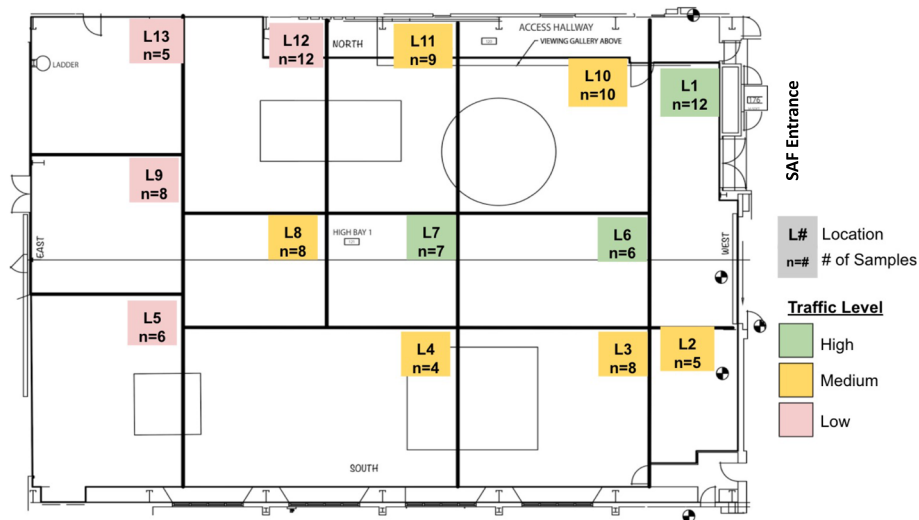 L13
n=5
L12
n=12
NORTH
L11
n=9
ACCESS HALLWAY
VIEWING GALLERY ABOVE
L10
n=10
L1
n=12
LADDER
SAF Entrance
L9
n=8
EAST
L8
n=8
HIGH BAY 1
L7
n=7
L6
n=6
WEST
L# Location
n=# # of Samples
Traffic Level
High
Medium
Low
L5
n=6
L4
n=4
L3
n=8
L2
n=5
SOUTH